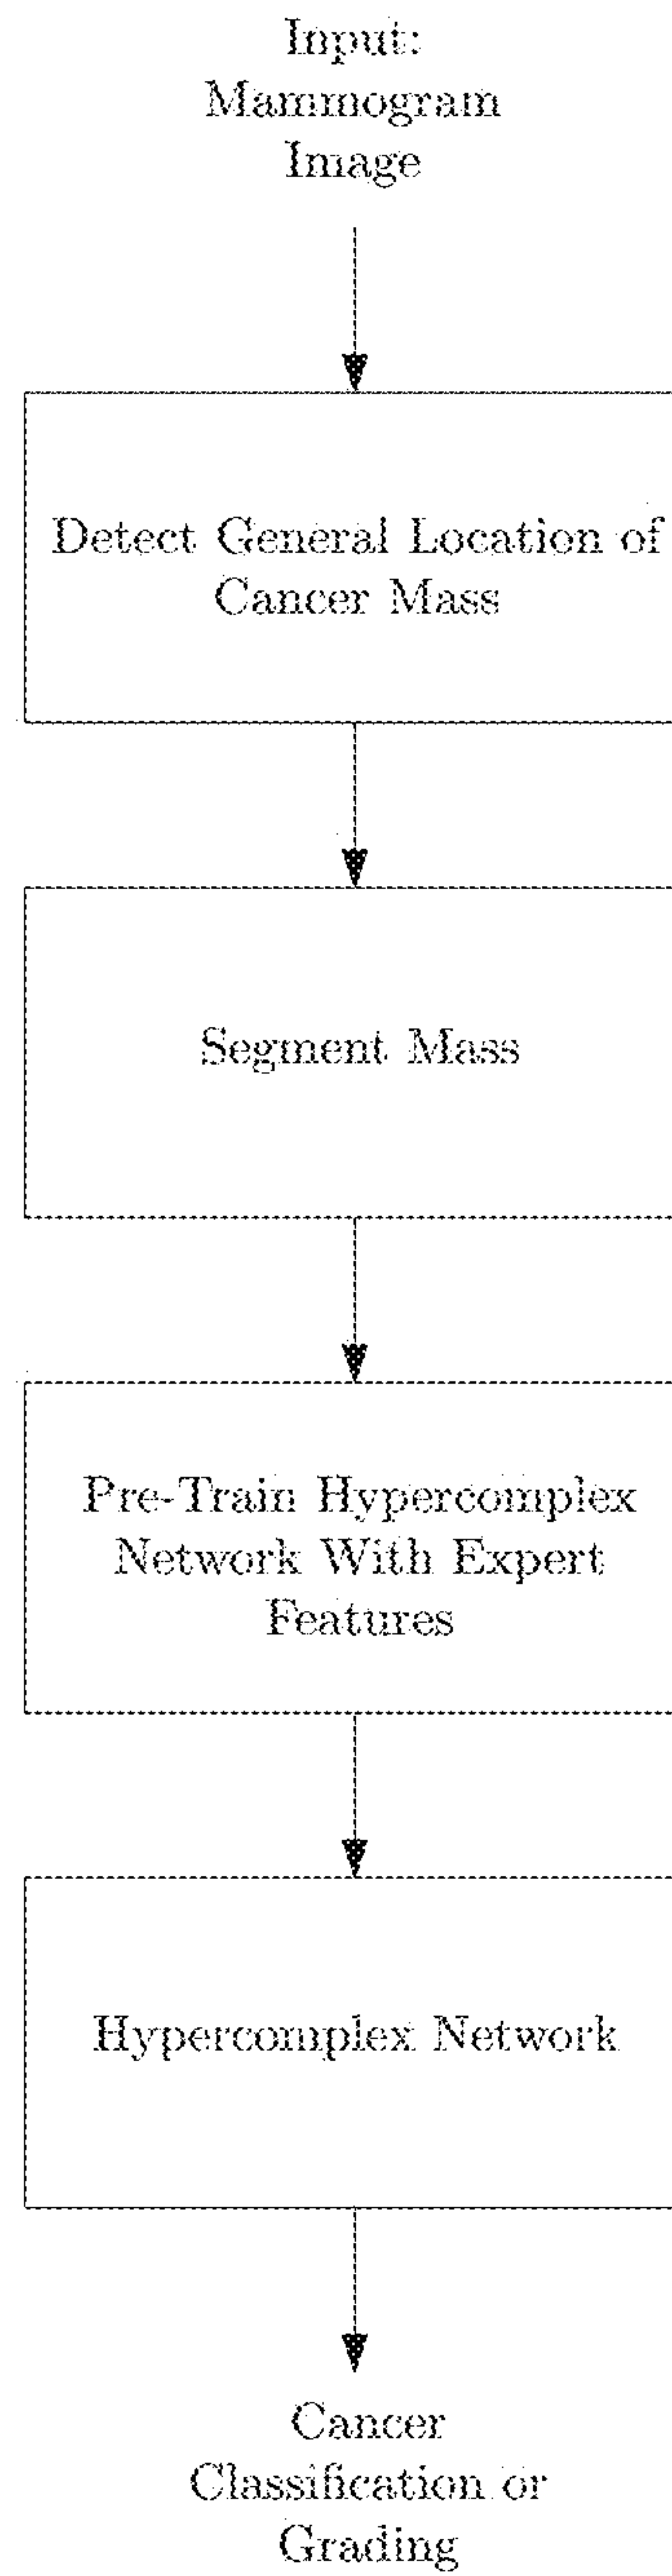 Input:
Mammogram
Image
Detect General Location of
Cancer Mass
Segment Mass
Pre-Train Hypercomplex
Network With Expert
Features
Hypercomplex Network
Cancer
Classification or
Grading